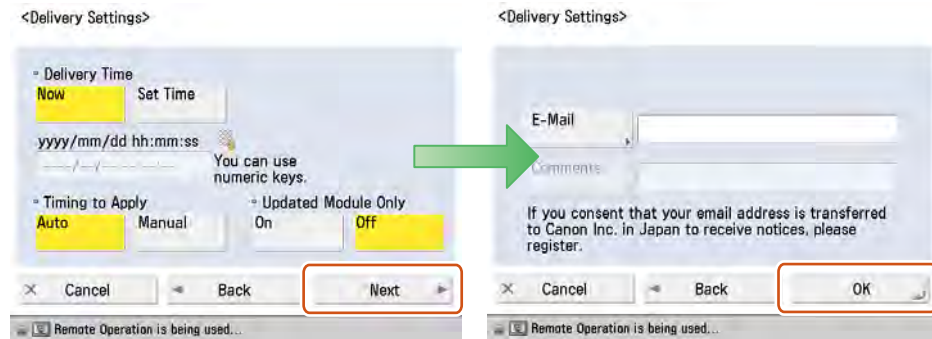 <Delivery Settings>
Delivery Time
Now Set Time
yyyy/mm/dd hh:mm:ss
----/--/-- --:--:--
You can use
numeric keys.
Timing to Apply
Auto Manual
Updated Module Only
On Off
Cancel Back Next
Remote Operation is being used...
<Delivery Settings>
E-Mail
Comments
If you consent that your email address is transferred
to Canon Inc. in Japan to receive notices, please
register.
Cancel Back OK
Remote Operation is being used...